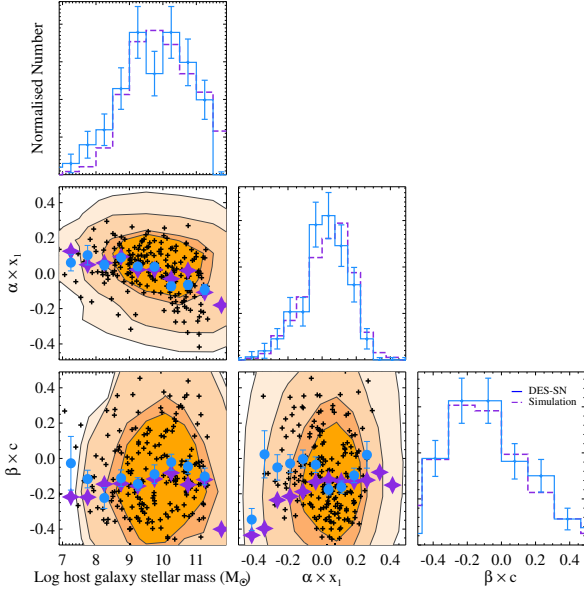 Normalised Number
α × x₁
0.4
0.2
0.0
-0.2
-0.4
β × c
0.4
0.2
0.0
-0.2
-0.4
DES-SN
Simulation
7 8 9 10 11
-0.4 -0.2 0.0 0.2 0.4
-0.4 -0.2 0.0 0.2 0.4
Log host galaxy stellar mass (M☉)
α × x₁
β × c